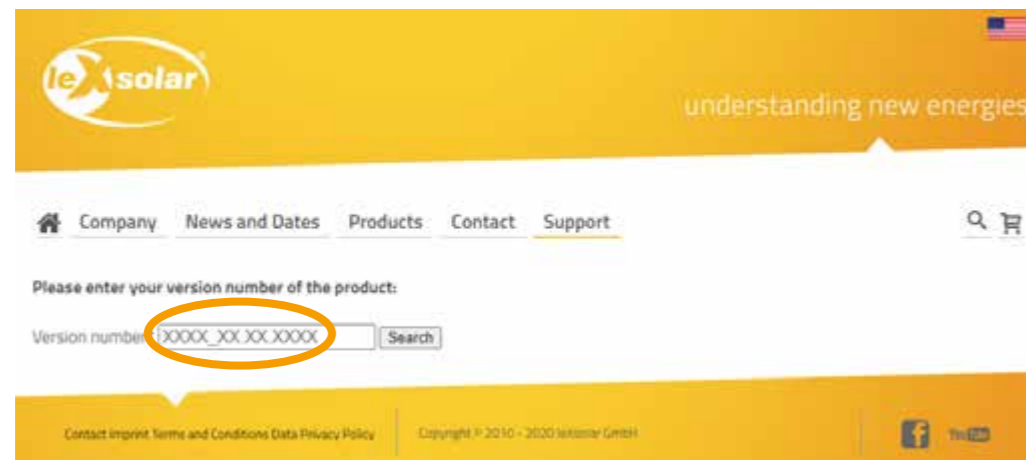 leXsolar
understanding new energies
Company News and Dates Products Contact Support
Please enter your version number of the product:
Version number: XXXX_XX.XX.XXXX Search
Contact Imprint Terms and Conditions Data Privacy Policy Copyright © 2010 - 2020 leXsolar GmbH
f YouTube